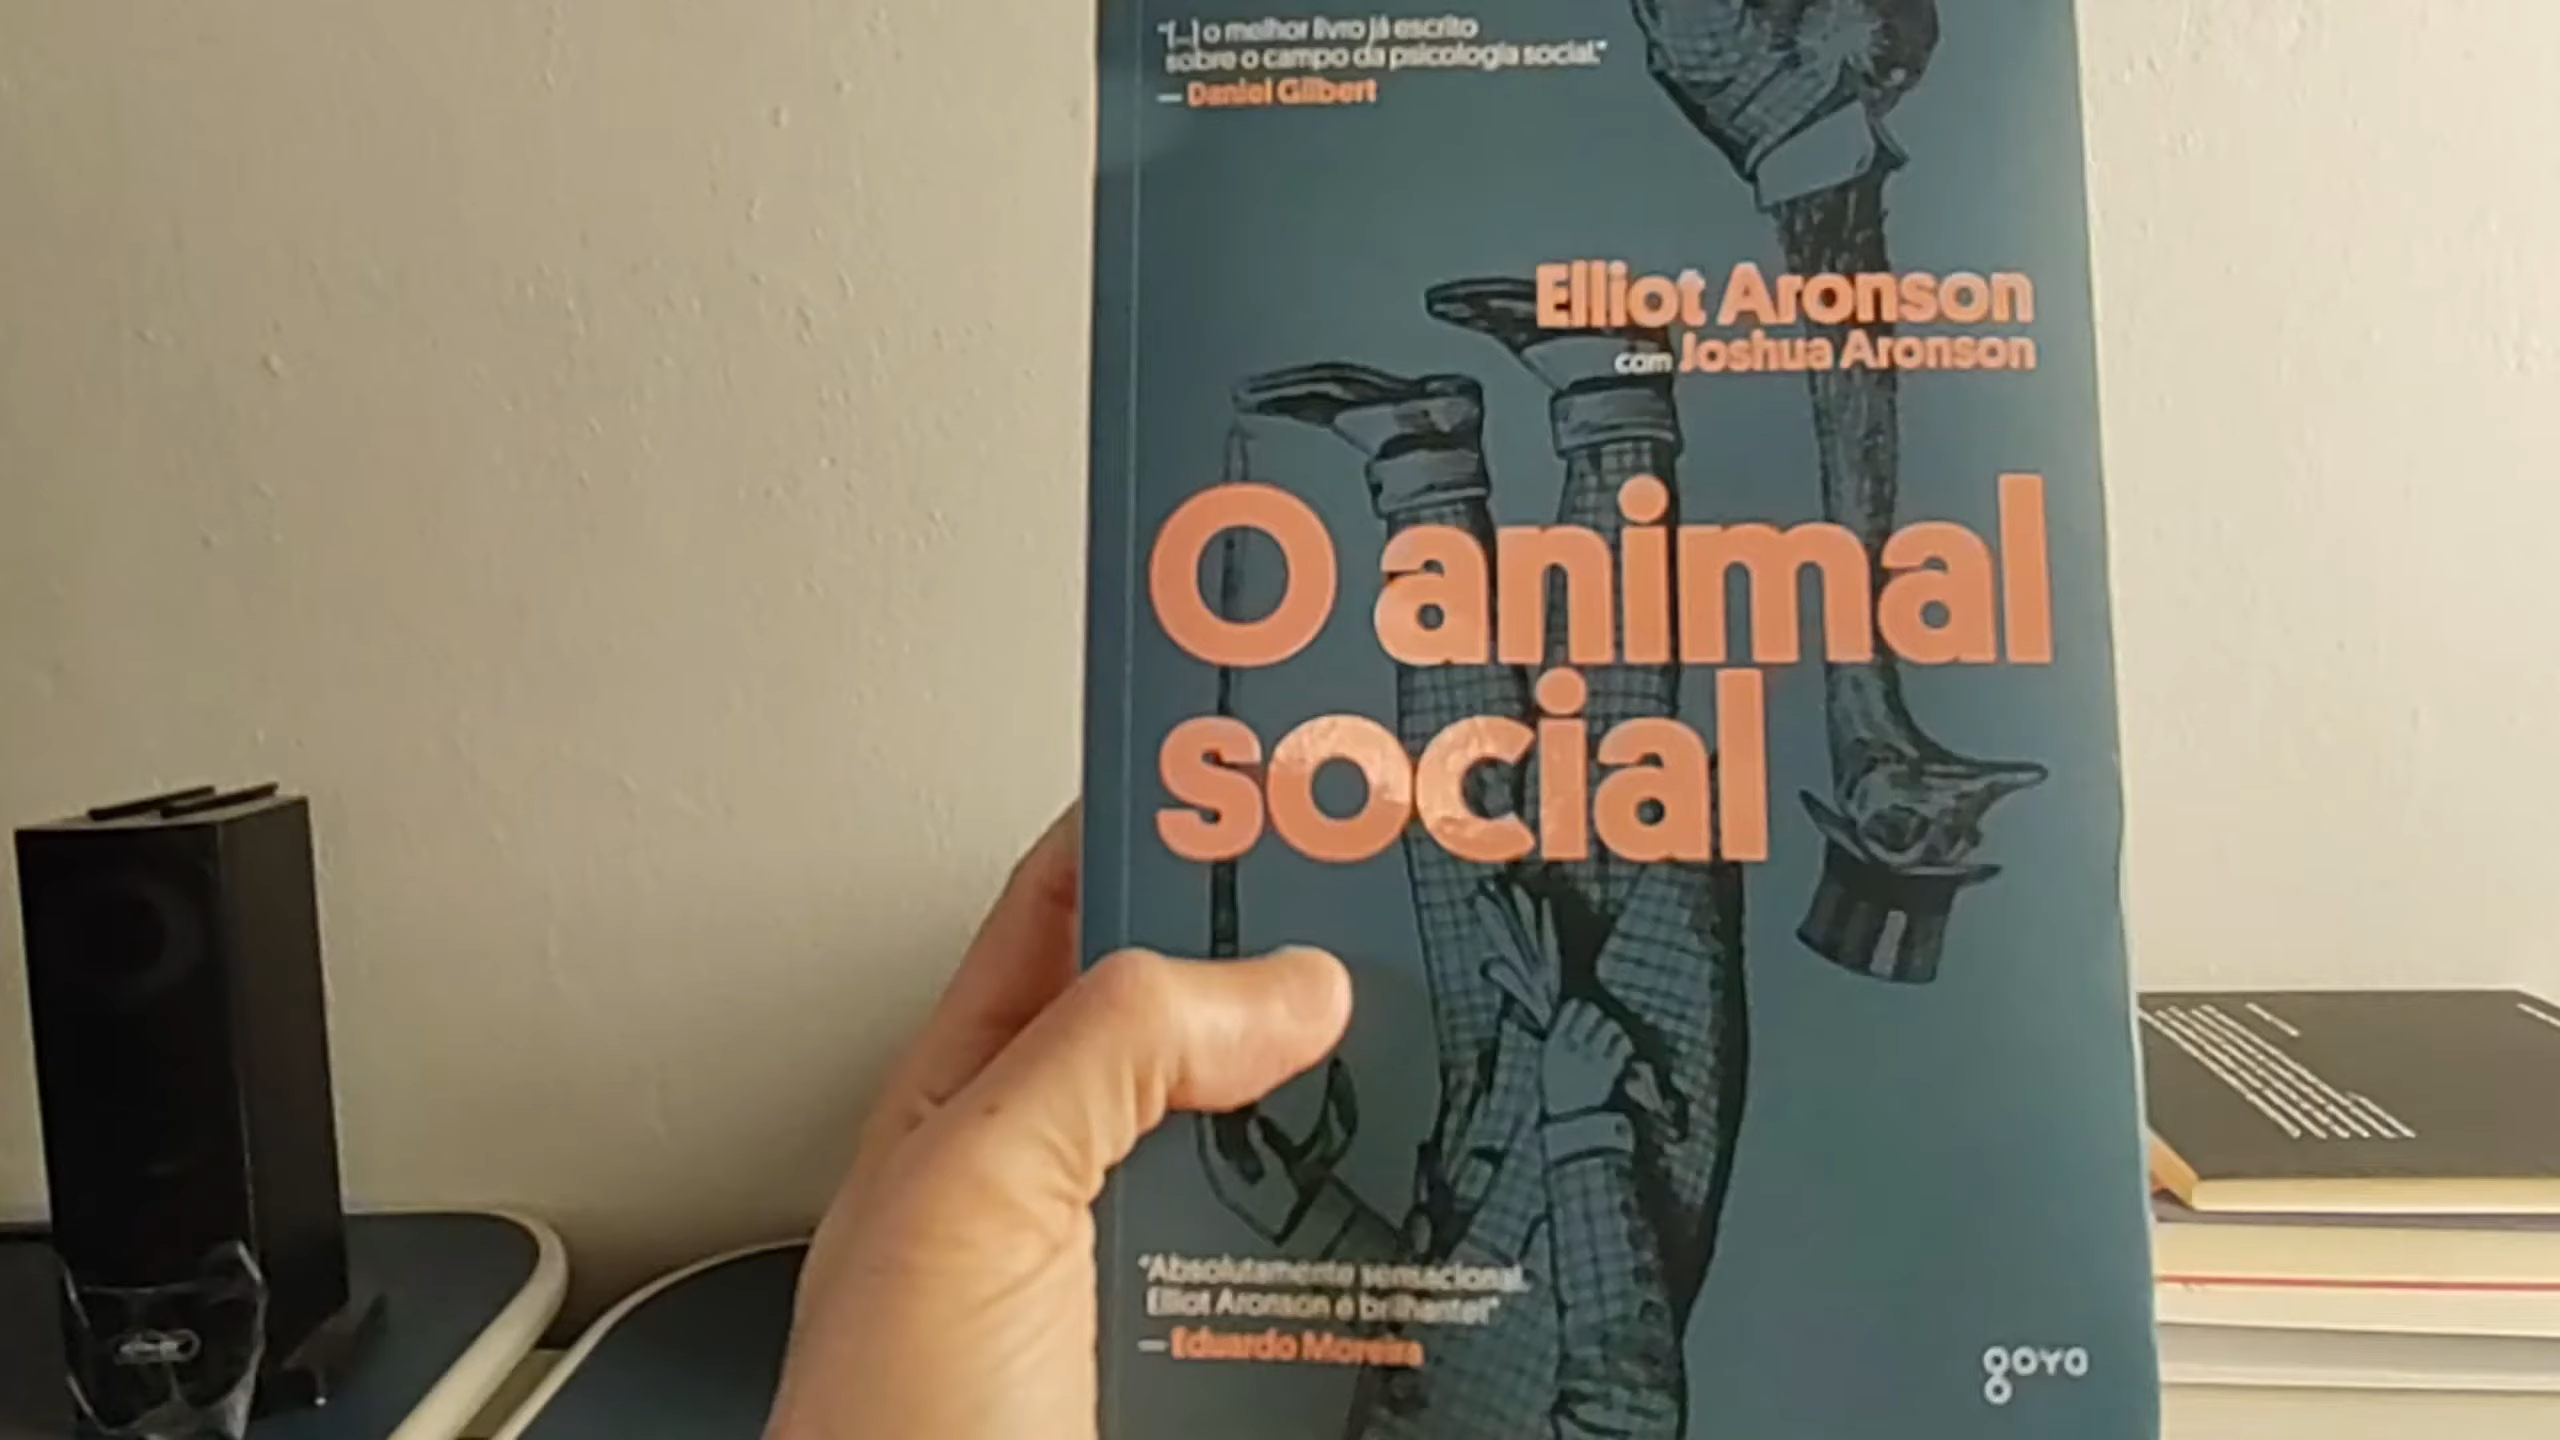 "[...] o melhor livro já escrito
sobre o campo da psicologia social."
— Daniel Gilbert
Elliot Aronson
com Joshua Aronson
O animal
social
"Absolutamente sensacional.
Elliot Aronson é brilhante!"
— Eduardo Moreira
goya